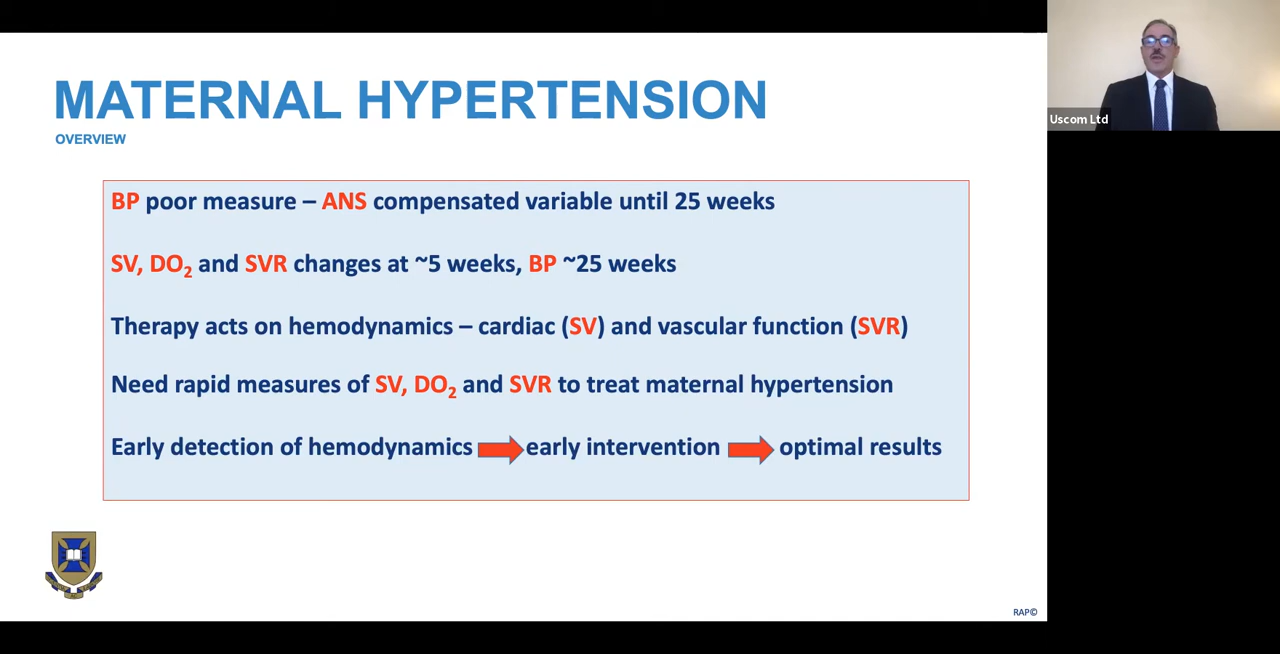 MATERNAL HYPERTENSION
OVERVIEW
BP poor measure – ANS compensated variable until 25 weeks
SV, DO₂ and SVR changes at ~5 weeks, BP ~25 weeks
Therapy acts on hemodynamics – cardiac (SV) and vascular function (SVR)
Need rapid measures of SV, DO₂ and SVR to treat maternal hypertension
Early detection of hemodynamics early intervention optimal results
RAP©
Uscom Ltd